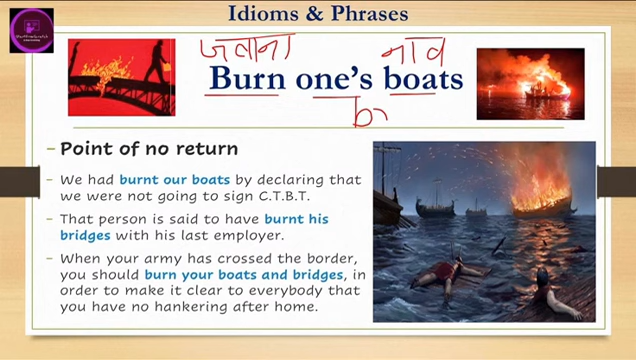 Idioms & Phrases
जलाना नाव
Burn one's boats
– Point of no return
– We had burnt our boats by declaring that
we were not going to sign C.T.B.T.
– That person is said to have burnt his
bridges with his last employer.
– When your army has crossed the border,
you should burn your boats and bridges, in
order to make it clear to everybody that
you have no hankering after home.